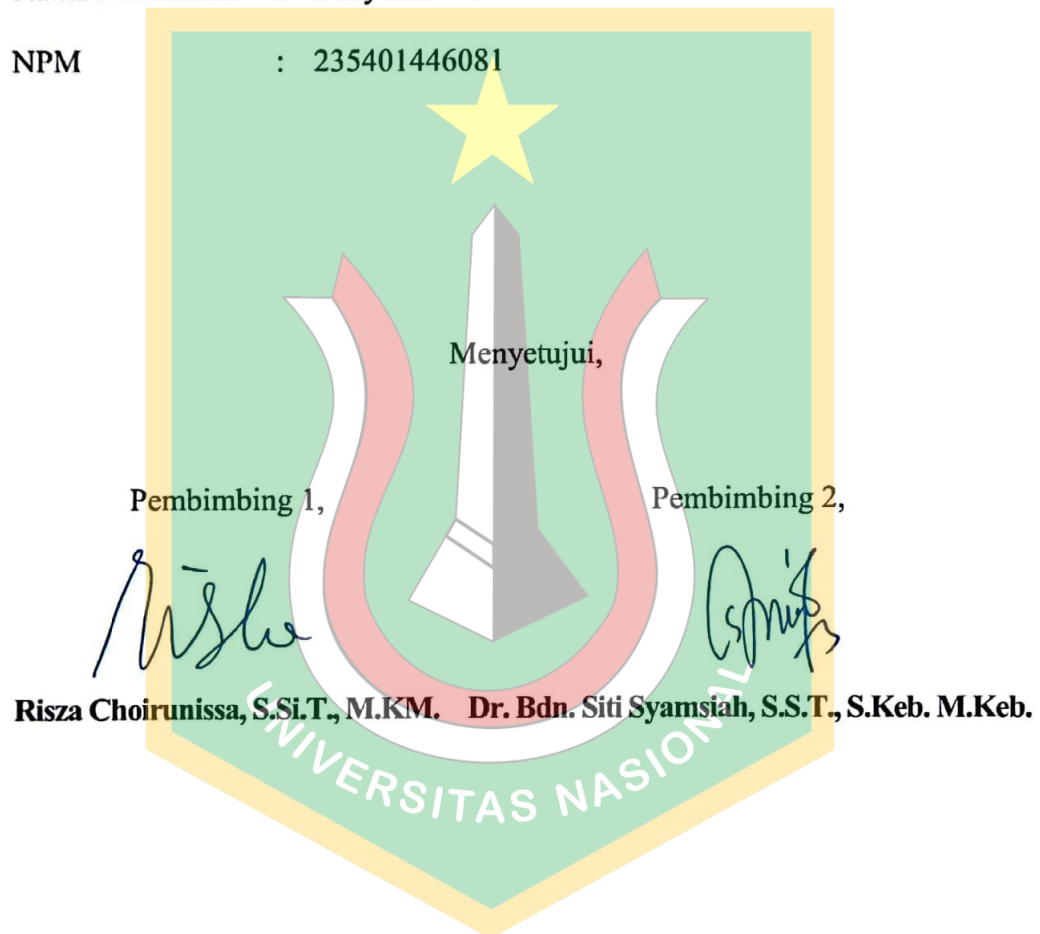 NPM : 235401446081
Menyetujui,
Pembimbing 1, Pembimbing 2,
Risza Choirunissa, S.Si.T., M.KM. Dr. Bdn. Siti Syamsiah, S.S.T., S.Keb. M.Keb.
UNIVERSITAS NASIONAL